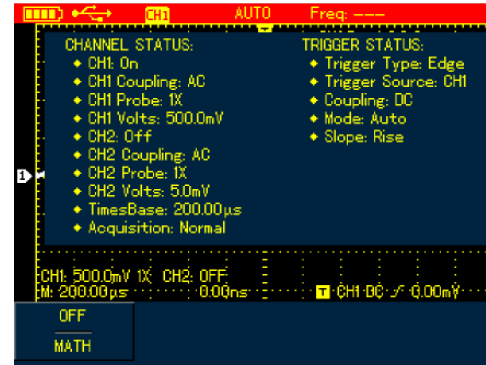 CH1 AUTO Freq: ---
CHANNEL STATUS:
◆ CH1: On
◆ CH1 Coupling: AC
◆ CH1 Probe: 1X
◆ CH1 Volts: 500.0mV
◆ CH2: Off
◆ CH2 Coupling: AC
◆ CH2 Probe: 1X
◆ CH2 Volts: 5.0mV
◆ TimesBase: 200.00µs
◆ Acquisition: Normal
TRIGGER STATUS:
◆ Trigger Type: Edge
◆ Trigger Source: CH1
◆ Coupling: DC
◆ Mode: Auto
◆ Slope: Rise
1
CH1: 500.0mV 1X CH2: OFF
M: 200.00µs 0.00ns T CH1 DC 0.00mV
OFF
MATH